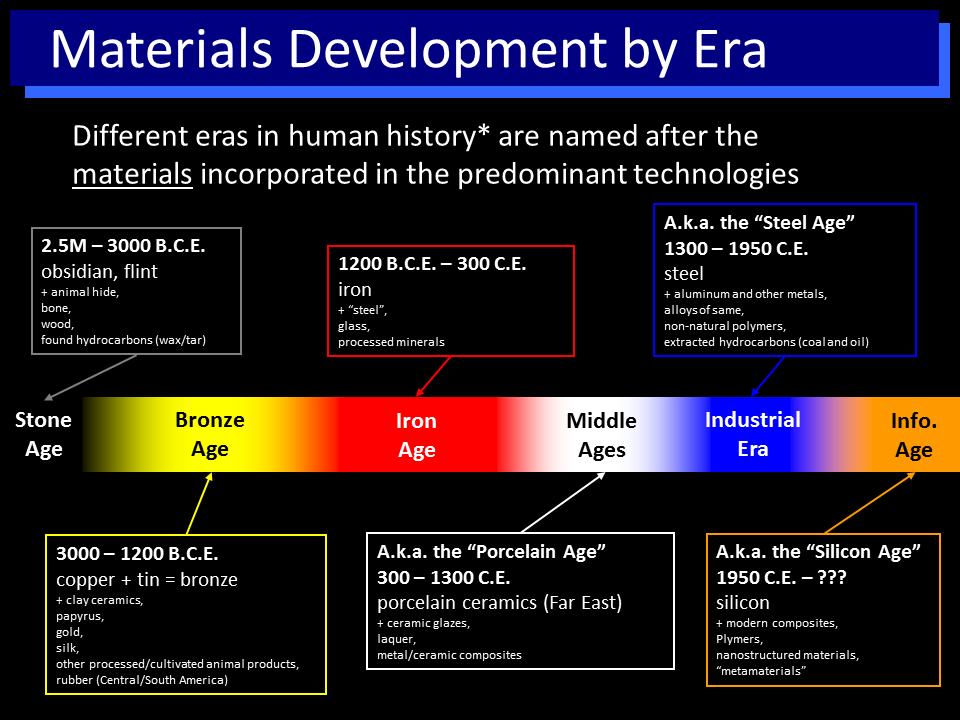 Materials Development by Era
Different eras in human history* are named after the
materials incorporated in the predominant technologies
2.5M – 3000 B.C.E.
obsidian, flint
+ animal hide,
bone,
wood,
found hydrocarbons (wax/tar)
1200 B.C.E. – 300 C.E.
iron
+ “steel”,
glass,
processed minerals
A.k.a. the “Steel Age”
1300 – 1950 C.E.
steel
+ aluminum and other metals,
alloys of same,
non-natural polymers,
extracted hydrocarbons (coal and oil)
Stone
Age
Bronze
Age
Iron
Age
Middle
Ages
Industrial
Era
Info.
Age
3000 – 1200 B.C.E.
copper + tin = bronze
+ clay ceramics,
papyrus,
gold,
silk,
other processed/cultivated animal products,
rubber (Central/South America)
A.k.a. the “Porcelain Age”
300 – 1300 C.E.
porcelain ceramics (Far East)
+ ceramic glazes,
laquer,
metal/ceramic composites
A.k.a. the “Silicon Age”
1950 C.E. – ???
silicon
+ modern composites,
Plymers,
nanostructured materials,
“metamaterials”